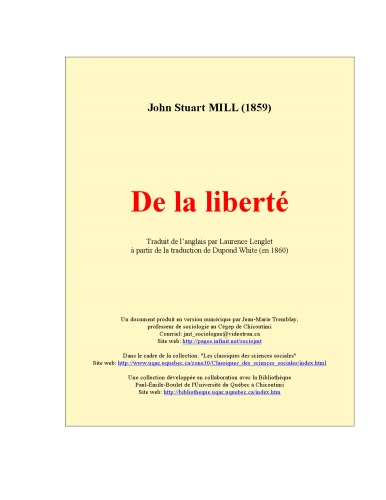 John Stuart MILL (1859)
De la liberté
Traduit de l'anglais par Laurence Lenglet
à partir de la traduction de Dupond White (en 1860)
Un document produit en version numérique par Jean-Marie Tremblay,
professeur de sociologie au Cégep de Chicoutimi
Courriel: jmt_sociologue@videotron.ca
Site web: http://pages.infinit.net/sociojmt
Dans le cadre de la collection: "Les classiques des sciences sociales"
Site web: http://www.uqac.uquebec.ca/zone30/Classiques_des_sciences_sociales/index.html
Une collection développée en collaboration avec la Bibliothèque
Paul-Émile-Boulet de l'Université du Québec à Chicoutimi
Site web: http://bibliotheque.uqac.uquebec.ca/index.htm